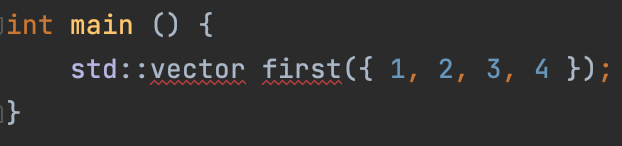 int main () {
    std::vector first({ 1, 2, 3, 4 });
}